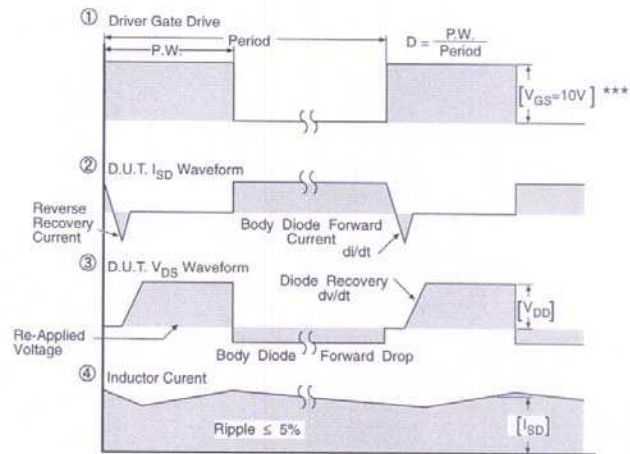 ① Driver Gate Drive
P.W.
Period
D = P.W.
Period
[VGS=10V] ***
② D.U.T. ISD Waveform
Reverse
Recovery
Current
Body Diode Forward
Current
di/dt
③ D.U.T. VDS Waveform
Diode Recovery
dv/dt
Re-Applied
Voltage
[VDD]
Body Diode Forward Drop
④ Inductor Curent
Ripple ≤ 5%
[ISD]